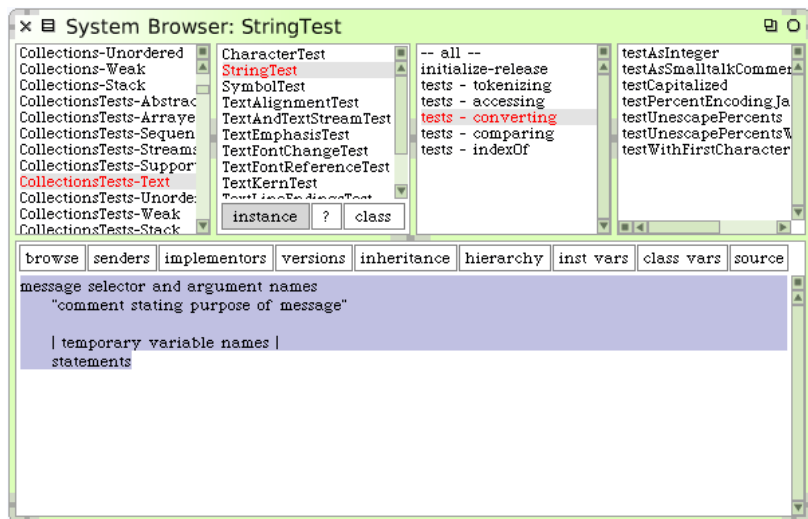 System Browser: StringTest
Collections-Unordered
Collections-Weak
Collections-Stack
CollectionsTests-Abstrac
CollectionsTests-Arraye
CollectionsTests-Sequen
CollectionsTests-Streams
CollectionsTests-Suppor
CollectionsTests-Text
CollectionsTests-Unorde
CollectionsTests-Weak
CollectionsTests-Stack
CharacterTest
StringTest
SymbolTest
TextAlignmentTest
TextAndTextStreamTest
TextEmphasisTest
TextFontChangeTest
TextFontReferenceTest
TextKernTest
TextLineEndingsTest
instance ? class
-- all --
initialize-release
tests - tokenizing
tests - accessing
tests - converting
tests - comparing
tests - indexOf
testAsInteger
testAsSmalltalkCommen
testCapitalized
testPercentEncodingJa
testUnescapePercents
testUnescapePercentsW
testWithFirstCharacter
browse senders implementors versions inheritance hierarchy inst vars class vars source
message selector and argument names
"comment stating purpose of message"
| temporary variable names |
statements